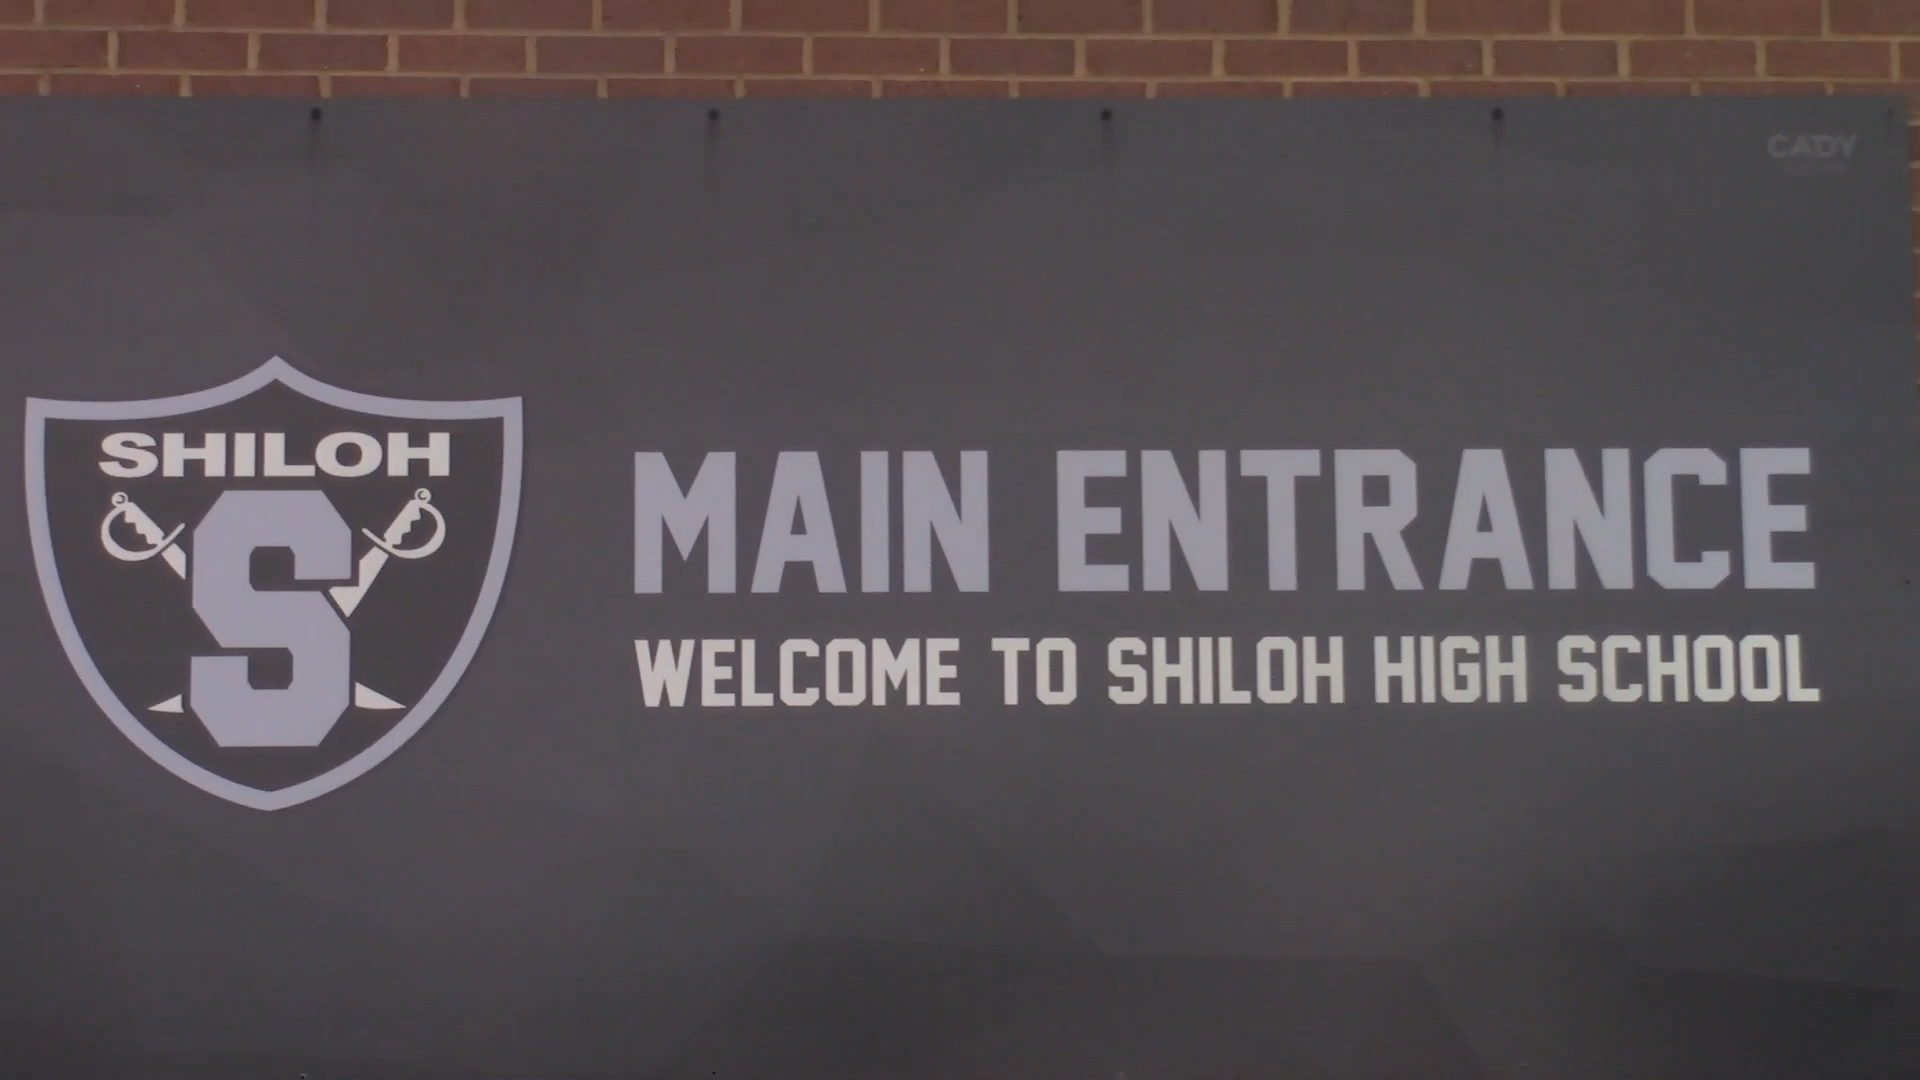 CADY
SHILOH
S
MAIN ENTRANCE
WELCOME TO SHILOH HIGH SCHOOL